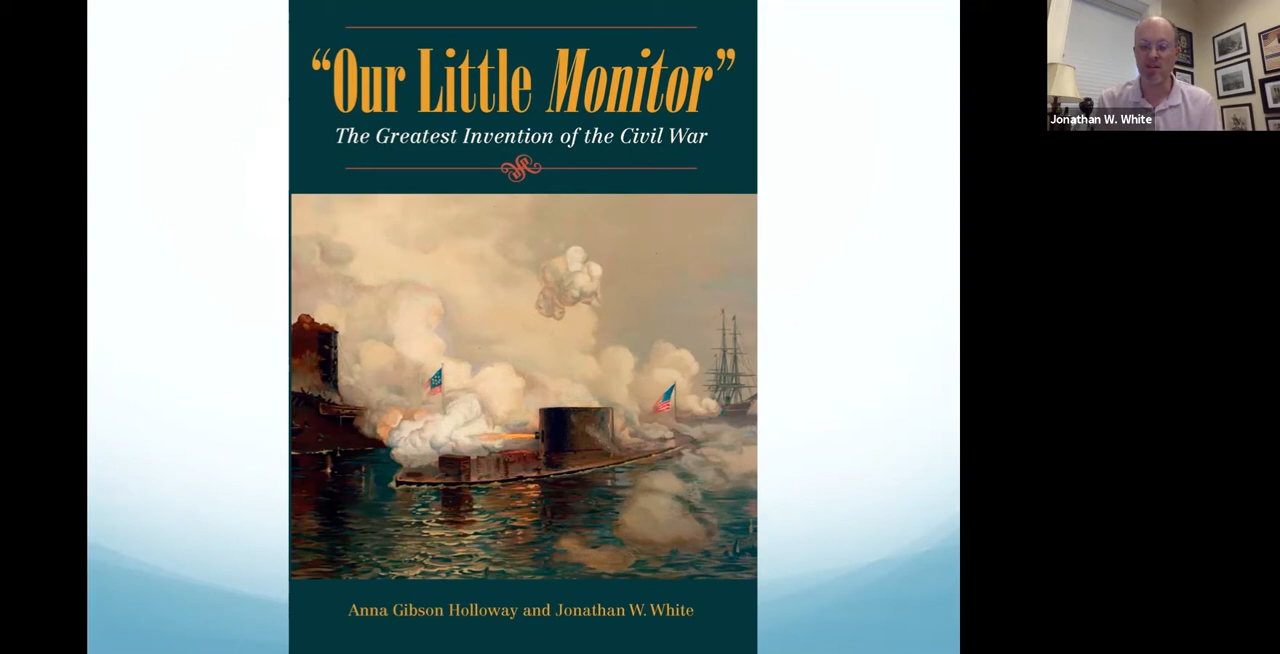 “Our Little Monitor”
The Greatest Invention of the Civil War
Anna Gibson Holloway and Jonathan W. White
Jonathan W. White